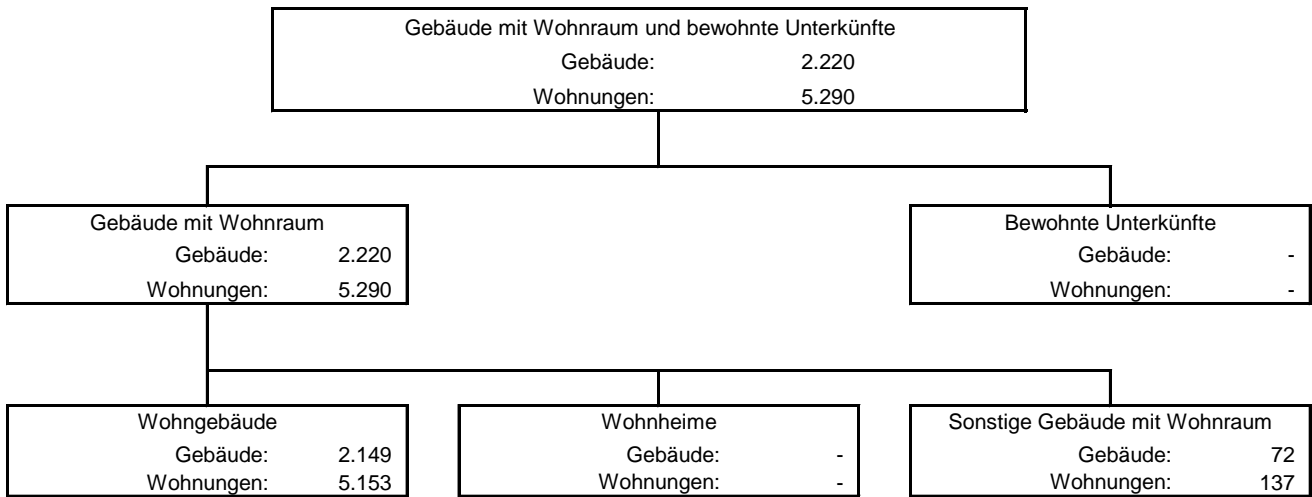 Gebäude mit Wohnraum und bewohnte Unterkünfte
Gebäude: 2.220
Wohnungen: 5.290
Gebäude mit Wohnraum
Gebäude: 2.220
Wohnungen: 5.290
Bewohnte Unterkünfte
Gebäude: -
Wohnungen: -
Wohngebäude
Gebäude: 2.149
Wohnungen: 5.153
Wohnheime
Gebäude: -
Wohnungen: -
Sonstige Gebäude mit Wohnraum
Gebäude: 72
Wohnungen: 137